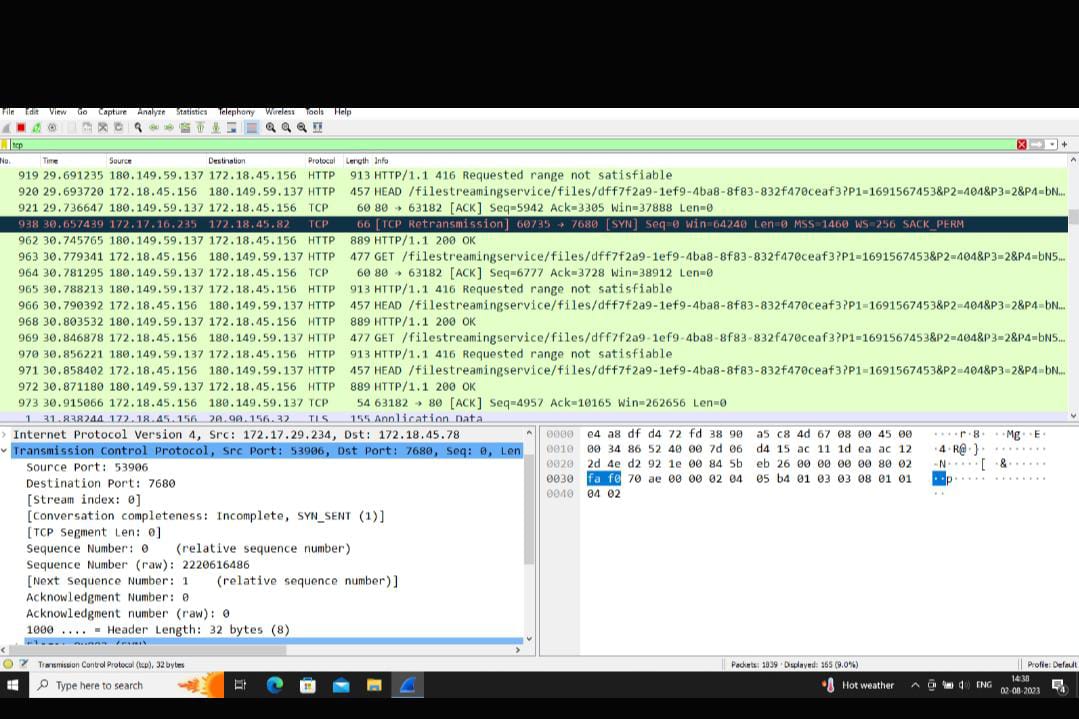 File Edit View Go Capture Analyze Statistics Telephony Wireless Tools Help
tcp
No. Time Source Destination Protocol Length Info
919 29.691235 180.149.59.137 172.18.45.156 HTTP 913 HTTP/1.1 416 Requested range not satisfiable
920 29.693720 172.18.45.156 180.149.59.137 HTTP 457 HEAD /filestreamingservice/files/dff7f2a9-1ef9-4ba8-8f83-832f470ceaf3?P1=1691567453&P2=404&P3=2&P4=bN…
921 29.736647 180.149.59.137 172.18.45.156 TCP 60 80 → 63182 [ACK] Seq=5942 Ack=3305 Win=37888 Len=0
938 30.657439 172.17.16.235 172.18.45.82 TCP 66 [TCP Retransmission] 60735 → 7680 [SYN] Seq=0 Win=64240 Len=0 MSS=1460 WS=256 SACK_PERM
962 30.745765 180.149.59.137 172.18.45.156 HTTP 889 HTTP/1.1 200 OK
963 30.779341 172.18.45.156 180.149.59.137 HTTP 477 GET /filestreamingservice/files/dff7f2a9-1ef9-4ba8-8f83-832f470ceaf3?P1=1691567453&P2=404&P3=2&P4=bN5…
964 30.781295 180.149.59.137 172.18.45.156 TCP 60 80 → 63182 [ACK] Seq=6777 Ack=3728 Win=38912 Len=0
965 30.788213 180.149.59.137 172.18.45.156 HTTP 913 HTTP/1.1 416 Requested range not satisfiable
966 30.790392 172.18.45.156 180.149.59.137 HTTP 457 HEAD /filestreamingservice/files/dff7f2a9-1ef9-4ba8-8f83-832f470ceaf3?P1=1691567453&P2=404&P3=2&P4=bN…
968 30.803532 180.149.59.137 172.18.45.156 HTTP 889 HTTP/1.1 200 OK
969 30.846878 172.18.45.156 180.149.59.137 HTTP 477 GET /filestreamingservice/files/dff7f2a9-1ef9-4ba8-8f83-832f470ceaf3?P1=1691567453&P2=404&P3=2&P4=bN5…
970 30.856221 180.149.59.137 172.18.45.156 HTTP 913 HTTP/1.1 416 Requested range not satisfiable
971 30.858402 172.18.45.156 180.149.59.137 HTTP 457 HEAD /filestreamingservice/files/dff7f2a9-1ef9-4ba8-8f83-832f470ceaf3?P1=1691567453&P2=404&P3=2&P4=bN…
972 30.871180 180.149.59.137 172.18.45.156 HTTP 889 HTTP/1.1 200 OK
973 30.915066 172.18.45.156 180.149.59.137 TCP 54 63182 → 80 [ACK] Seq=4957 Ack=10165 Win=262656 Len=0
1 31.838244 172.18.45.156 20.90.156.32 TLS 155 Application Data
Internet Protocol Version 4, Src: 172.17.29.234, Dst: 172.18.45.78
Transmission Control Protocol, Src Port: 53906, Dst Port: 7680, Seq: 0, Len
Source Port: 53906
Destination Port: 7680
[Stream index: 0]
[Conversation completeness: Incomplete, SYN_SENT (1)]
[TCP Segment Len: 0]
Sequence Number: 0 (relative sequence number)
Sequence Number (raw): 2220616486
[Next Sequence Number: 1 (relative sequence number)]
Acknowledgment Number: 0
Acknowledgment number (raw): 0
1000 .... = Header Length: 32 bytes (8)
0000 e4 a8 df d4 72 fd 38 90 a5 c8 4d 67 08 00 45 00 ····r·8· ··Mg··E·
0010 00 34 86 52 40 00 7d 06 d4 15 ac 11 1d ea ac 12 ·4·R@·}· ········
0020 2d 4e d2 92 1e 00 84 5b eb 26 00 00 00 00 80 02 -N·····[ ·&······
0030 fa f0 70 ae 00 00 02 04 05 b4 01 03 03 08 01 01 ··p····· ········
0040 04 02 ··
Transmission Control Protocol (tcp), 32 bytes
Packets: 1839 · Displayed: 165 (9.0%)
Profile: Default
Type here to search
Hot weather
ENG
14:38
02-08-2023
4